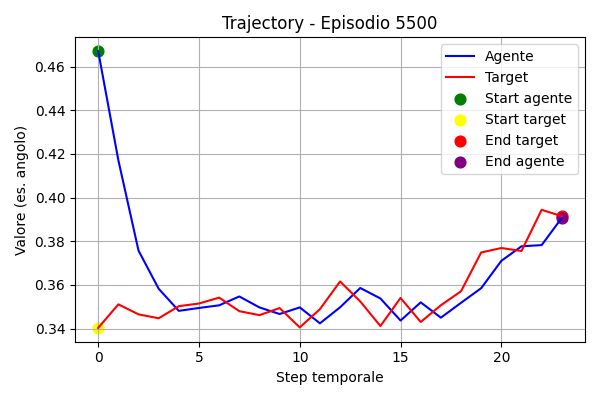 Trajectory - Episodio 5500
Valore (es. angolo)
0.46
0.44
0.42
0.40
0.38
0.36
0.34
Agente
Target
Start agente
Start target
End target
End agente
0 5 10 15 20
Step temporale